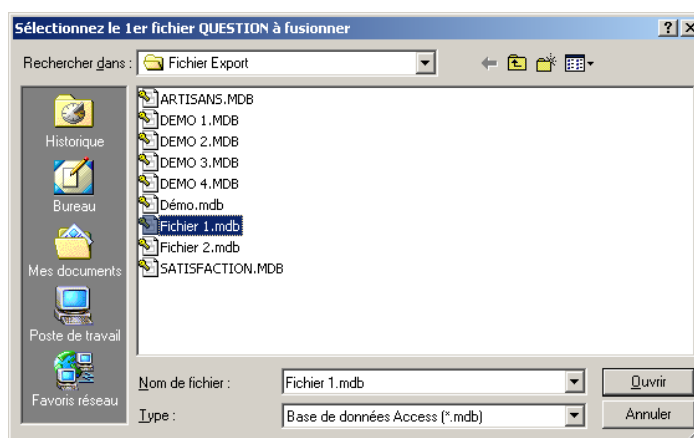 Sélectionnez le 1er fichier QUESTION à fusionner
Rechercher dans : Fichier Export
Historique
Bureau
Mes documents
Poste de travail
Favoris réseau
ARTISANS.MDB
DEMO 1.MDB
DEMO 2.MDB
DEMO 3.MDB
DEMO 4.MDB
Démo.mdb
Fichier 1.mdb
Fichier 2.mdb
SATISFACTION.MDB
Nom de fichier : Fichier 1.mdb Ouvrir
Type : Base de données Access (*.mdb) Annuler